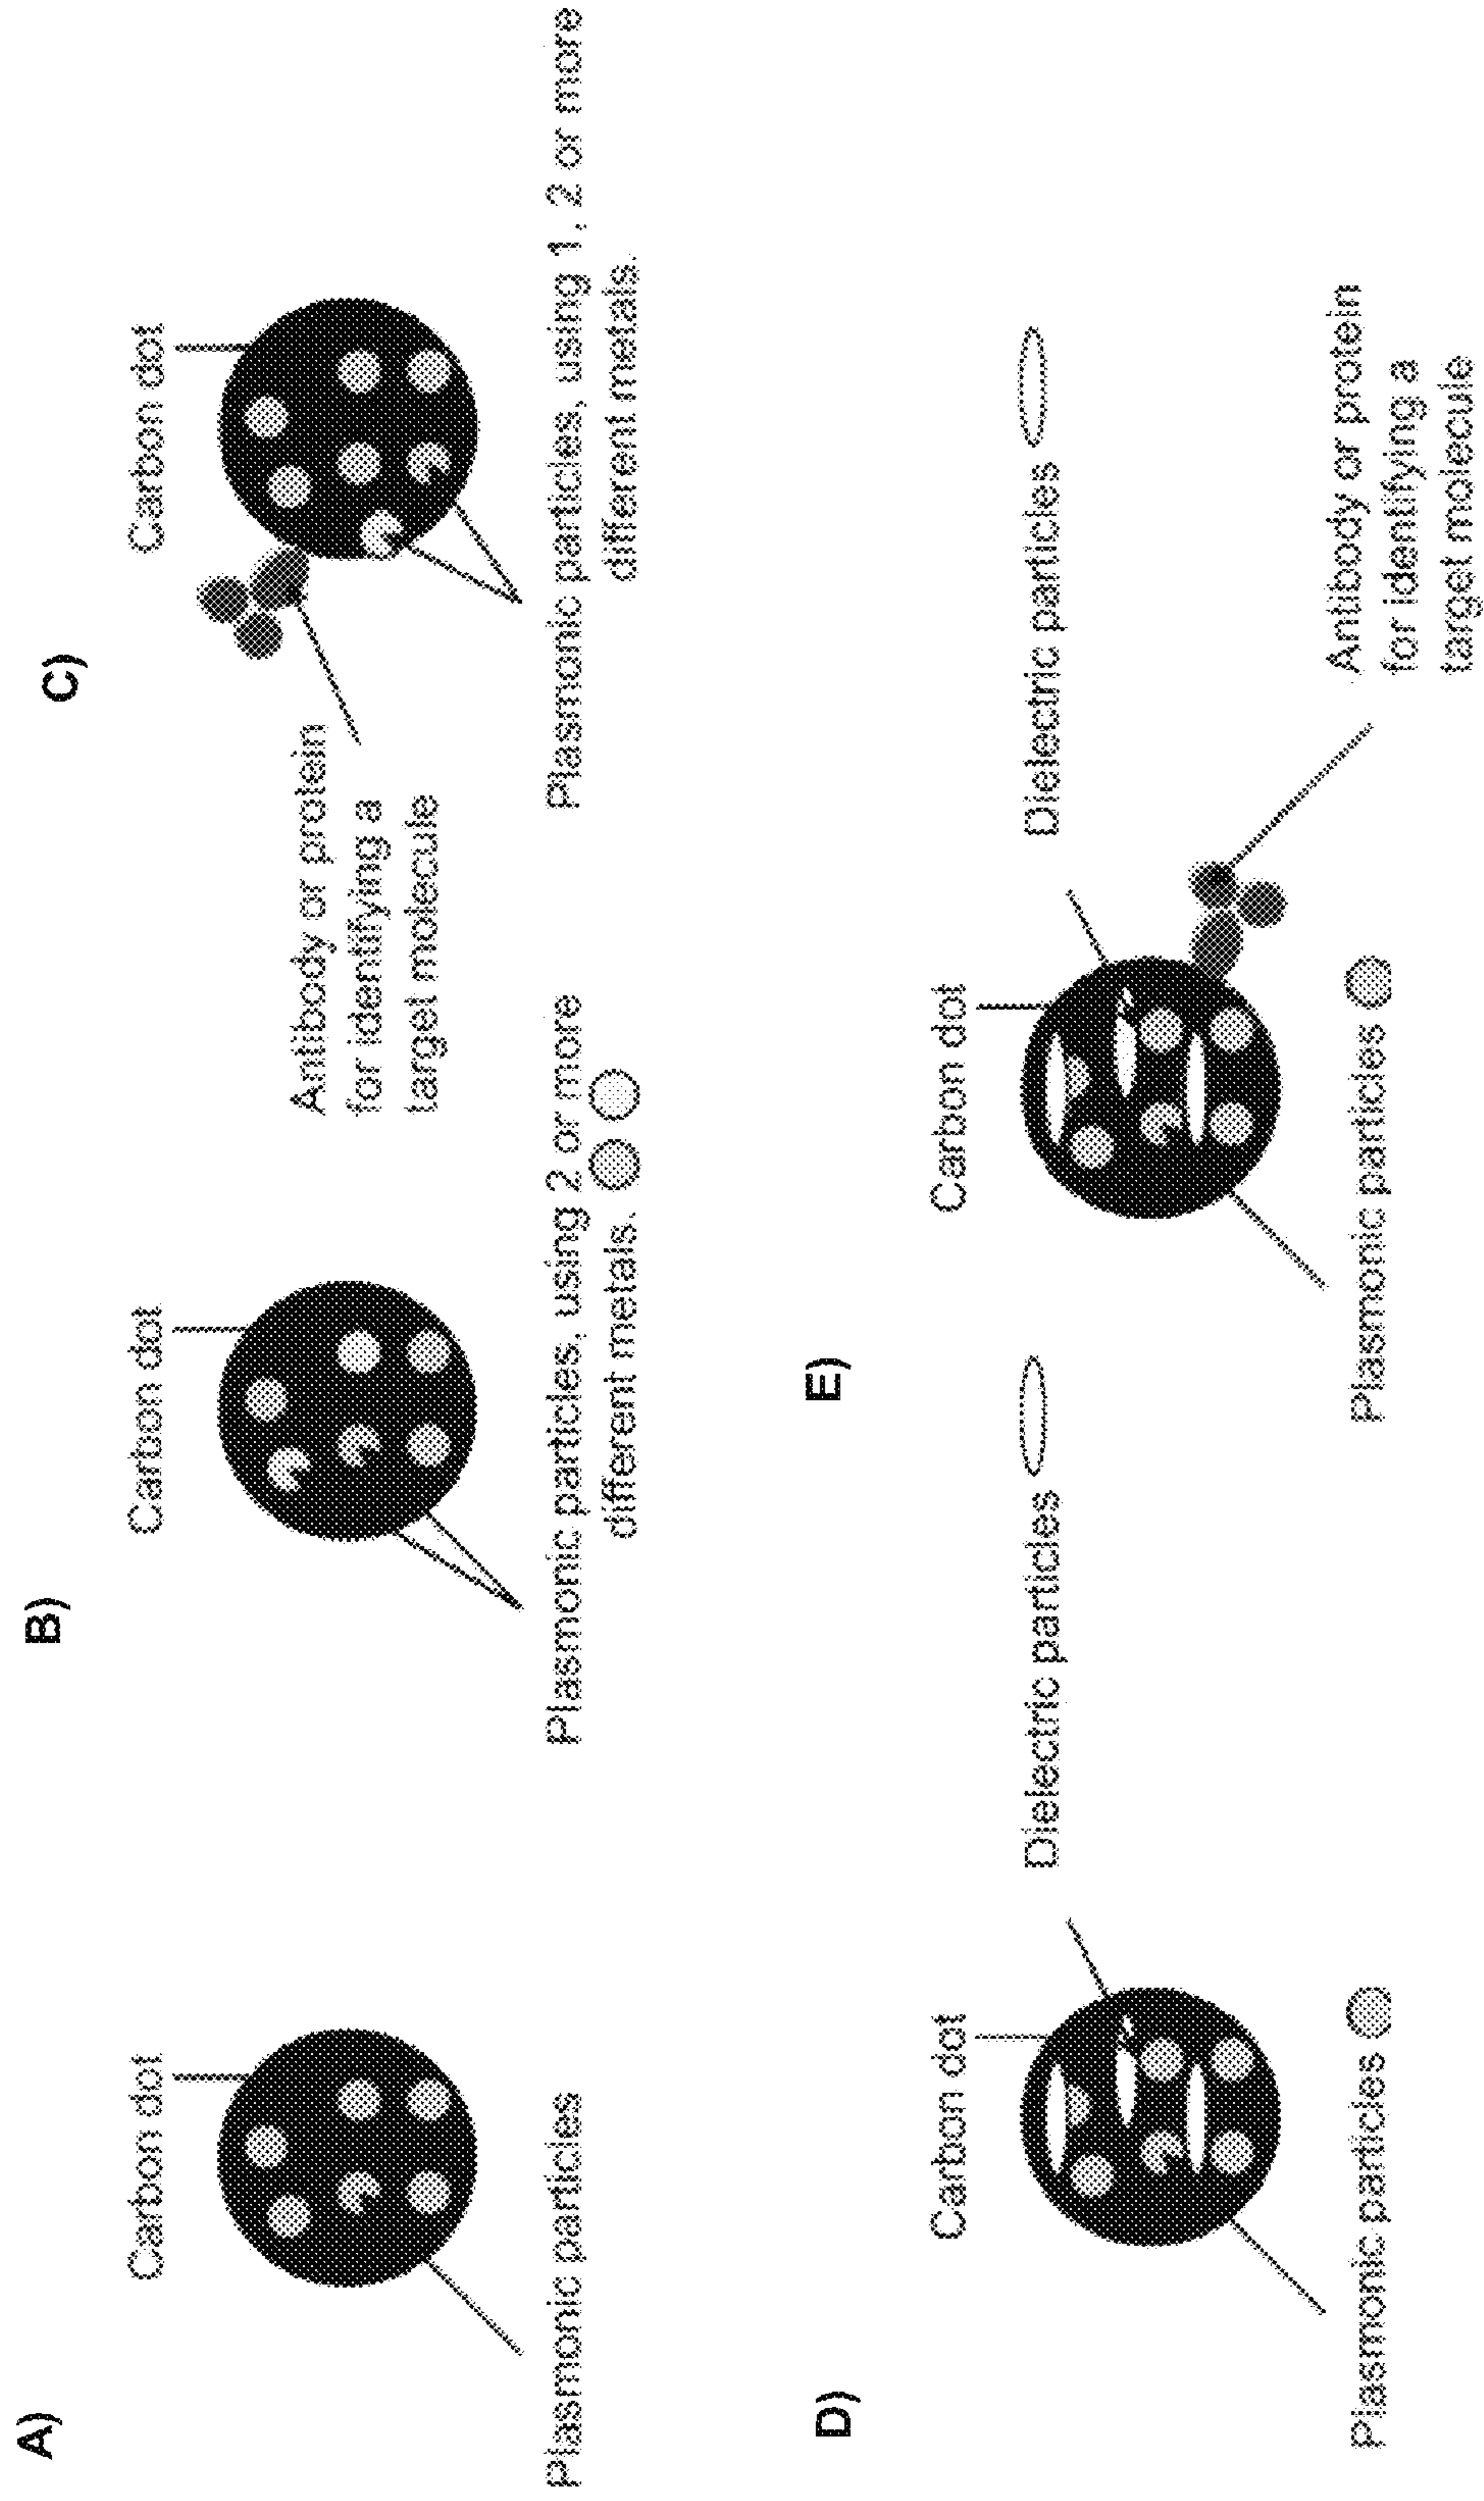 A)
Carbon dot
Plasmonic particles
B)
Carbon dot
Plasmonic particles, using 2 or more
different metals.
C)
Carbon dot
Antibody or protein
for identifying a
target molecule
Plasmonic particles, using 1, 2 or more
different metals.
D)
Carbon dot
Dielectric particles
Plasmonic particles
E)
Carbon dot
Dielectric particles
Plasmonic particles
Antibody or protein
for identifying a
target molecule